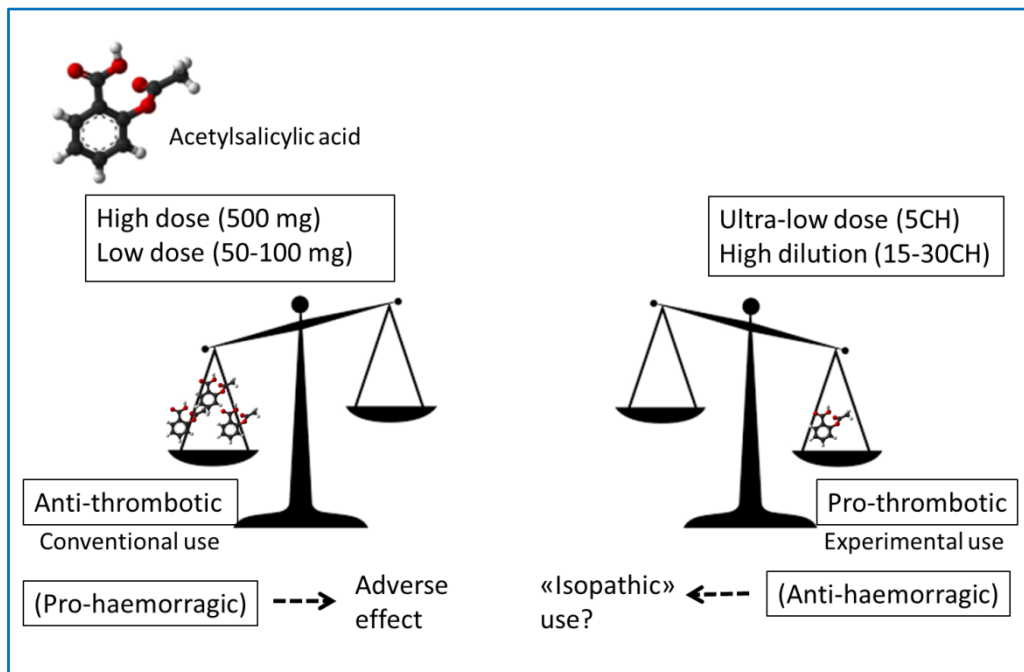 Acetylsalicylic acid
High dose (500 mg)
Low dose (50-100 mg)
Ultra-low dose (5CH)
High dilution (15-30CH)
Anti-thrombotic
Conventional use
Pro-thrombotic
Experimental use
(Pro-haemorragic)
Adverse
effect
«Isopathic»
use?
(Anti-haemorragic)